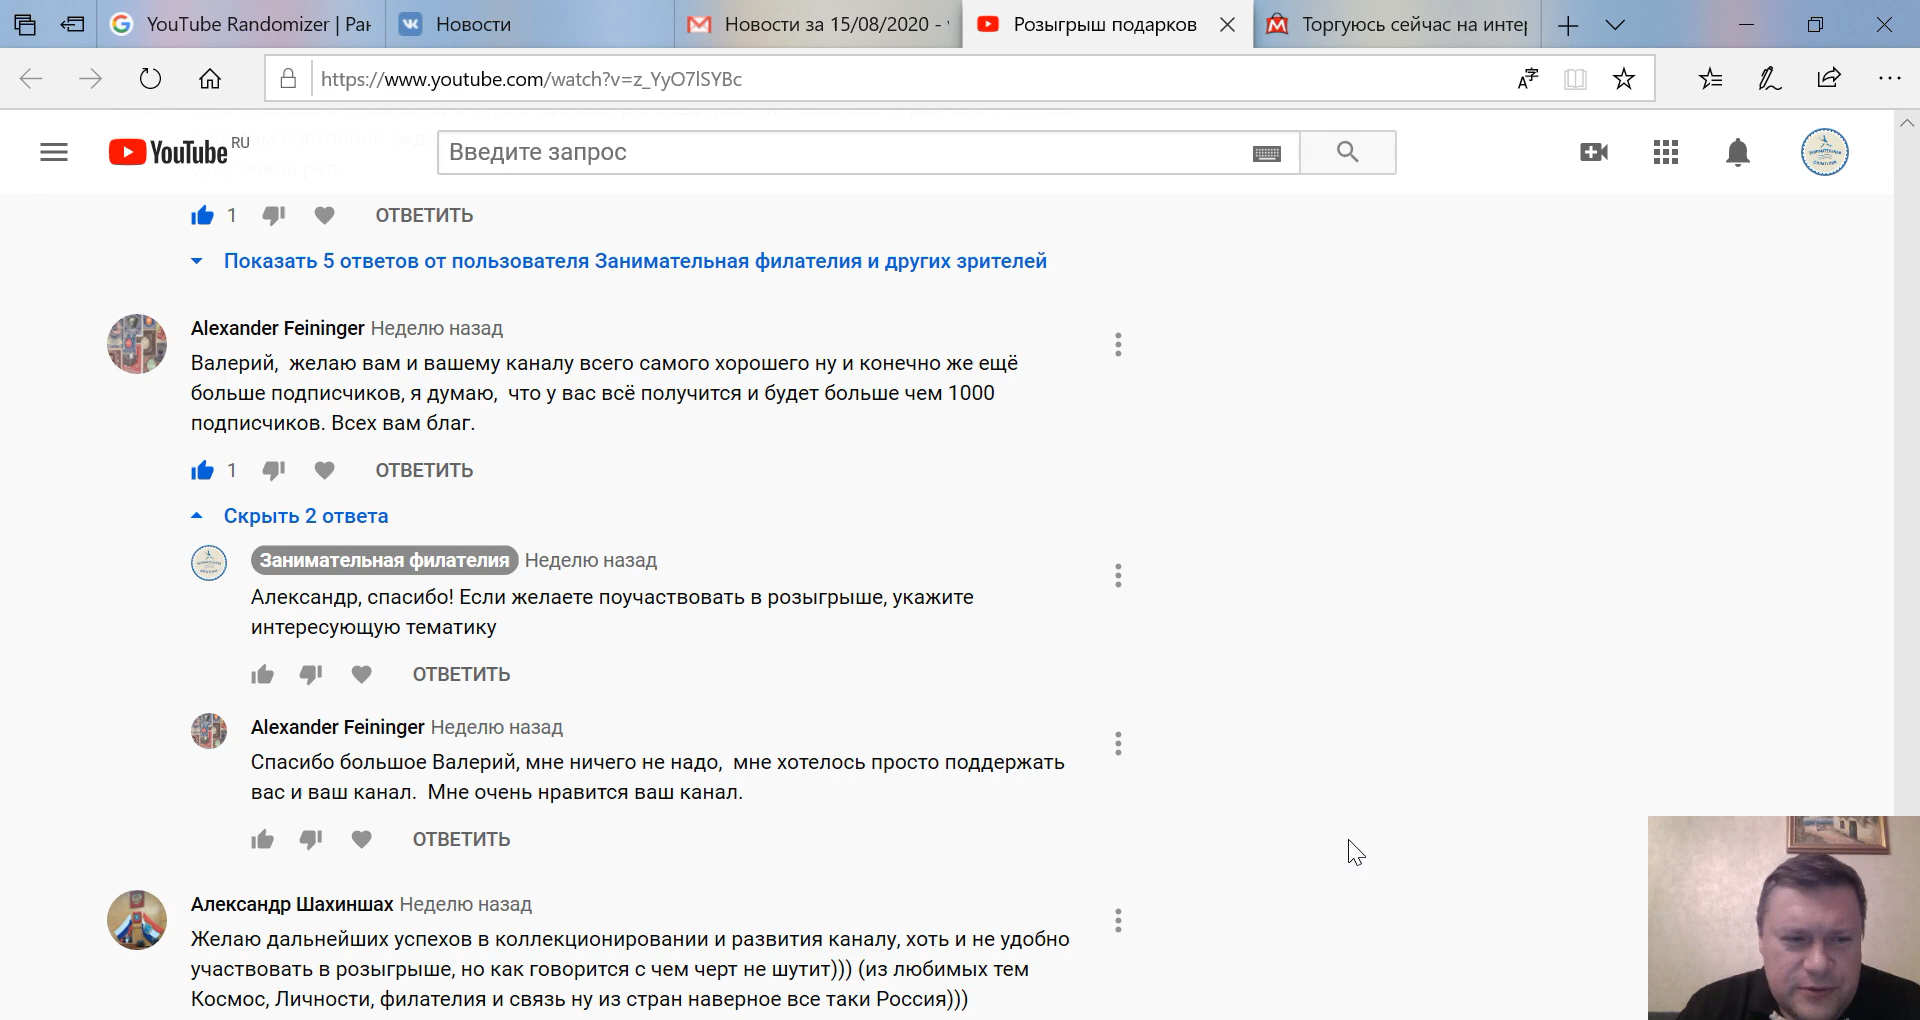 YouTube Randomizer | Ран
Новости
Новости за 15/08/2020 -
Розыгрыш подарков
Торгуюсь сейчас на интер
https://www.youtube.com/watch?v=z_YyO7lSYBc
YouTube RU
Введите запрос
1 ОТВЕТИТЬ
Показать 5 ответов от пользователя Занимательная филателия и других зрителей
Alexander Feininger Неделю назад
Валерий, желаю вам и вашему каналу всего самого хорошего ну и конечно же ещё
больше подписчиков, я думаю, что у вас всё получится и будет больше чем 1000
подписчиков. Всех вам благ.
1 ОТВЕТИТЬ
Скрыть 2 ответа
Занимательная филателия Неделю назад
Александр, спасибо! Если желаете поучаствовать в розыгрыше, укажите
интересующую тематику
ОТВЕТИТЬ
Alexander Feininger Неделю назад
Спасибо большое Валерий, мне ничего не надо, мне хотелось просто поддержать
вас и ваш канал. Мне очень нравится ваш канал.
ОТВЕТИТЬ
Александр Шахиншах Неделю назад
Желаю дальнейших успехов в коллекционировании и развития каналу, хоть и не удобно
участвовать в розыгрыше, но как говорится с чем черт не шутит))) (из любимых тем
Космос, Личности, филателия и связь ну из стран наверное все таки Россия)))